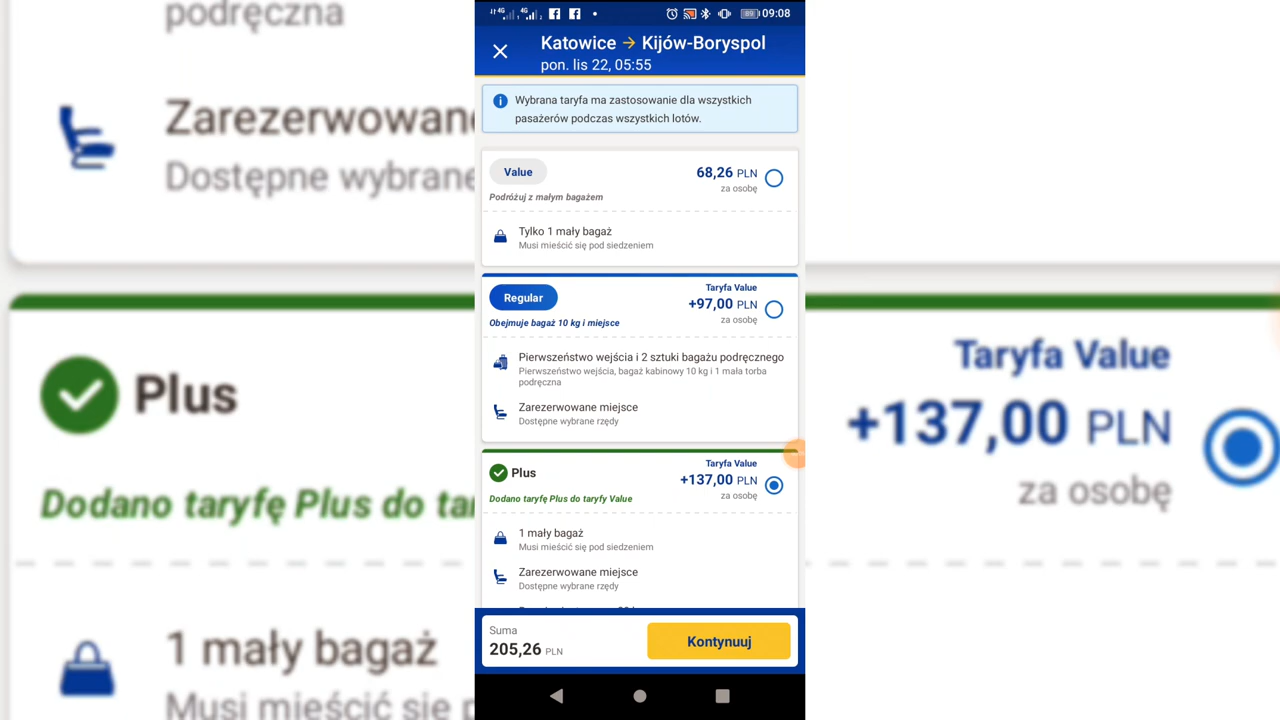 4G 4G 2 69 09:08
Katowice → Kijów-Boryspol
pon. lis 22, 05:55
Wybrana taryfa ma zastosowanie dla wszystkich
pasażerów podczas wszystkich lotów.
Value
68,26 PLN
za osobę
Podróżuj z małym bagażem
Tylko 1 mały bagaż
Musi mieścić się pod siedzeniem
Regular
Taryfa Value
+97,00 PLN
za osobę
Obejmuje bagaż 10 kg i miejsce
Pierwszeństwo wejścia i 2 sztuki bagażu podręcznego
Pierwszeństwo wejścia, bagaż kabinowy 10 kg i 1 mała torba
podręczna
Zarezerwowane miejsce
Dostępne wybrane rzędy
Plus
Taryfa Value
+137,00 PLN
za osobę
Dodano taryfę Plus do taryfy Value
1 mały bagaż
Musi mieścić się pod siedzeniem
Zarezerwowane miejsce
Dostępne wybrane rzędy
Suma
205,26 PLN
Kontynuuj
podręczna
Zarezerwowane
Dostępne wybrane
Plus
Taryfa Value
+137,00 PLN
za osobę
Dodano taryfę Plus do
1 mały bagaż
Musi mieścić się